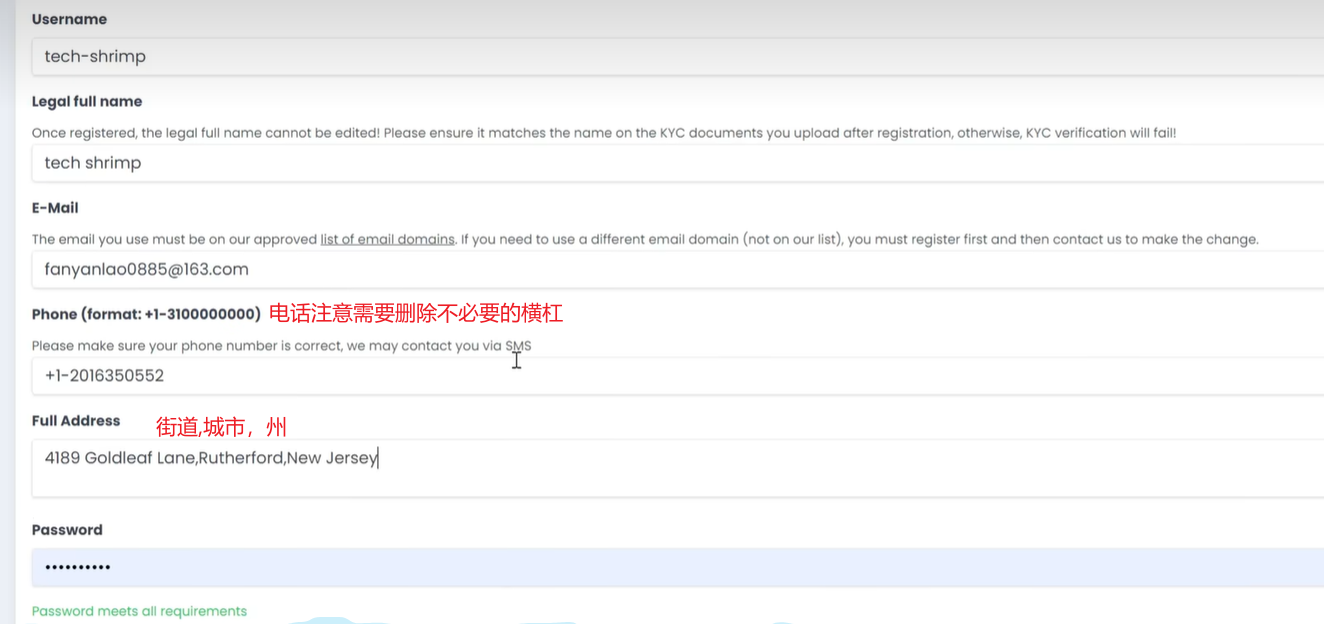 Username
tech-shrimp
Legal full name
Once registered, the legal full name cannot be edited! Please ensure it matches the name on the KYC documents you upload after registration, otherwise, KYC verification will fail!
tech shrimp
E-Mail
The email you use must be on our approved list of email domains. If you need to use a different email domain (not on our list), you must register first and then contact us to make the change.
fanyanlao0885@163.com
Phone (format: +1-3100000000) 电话注意需要删除不必要的横杠
Please make sure your phone number is correct, we may contact you via SMS
+1-2016350552
Full Address 街道,城市，州
4189 Goldleaf Lane,Rutherford,New Jersey
Password
••••••••••
Password meets all requirements